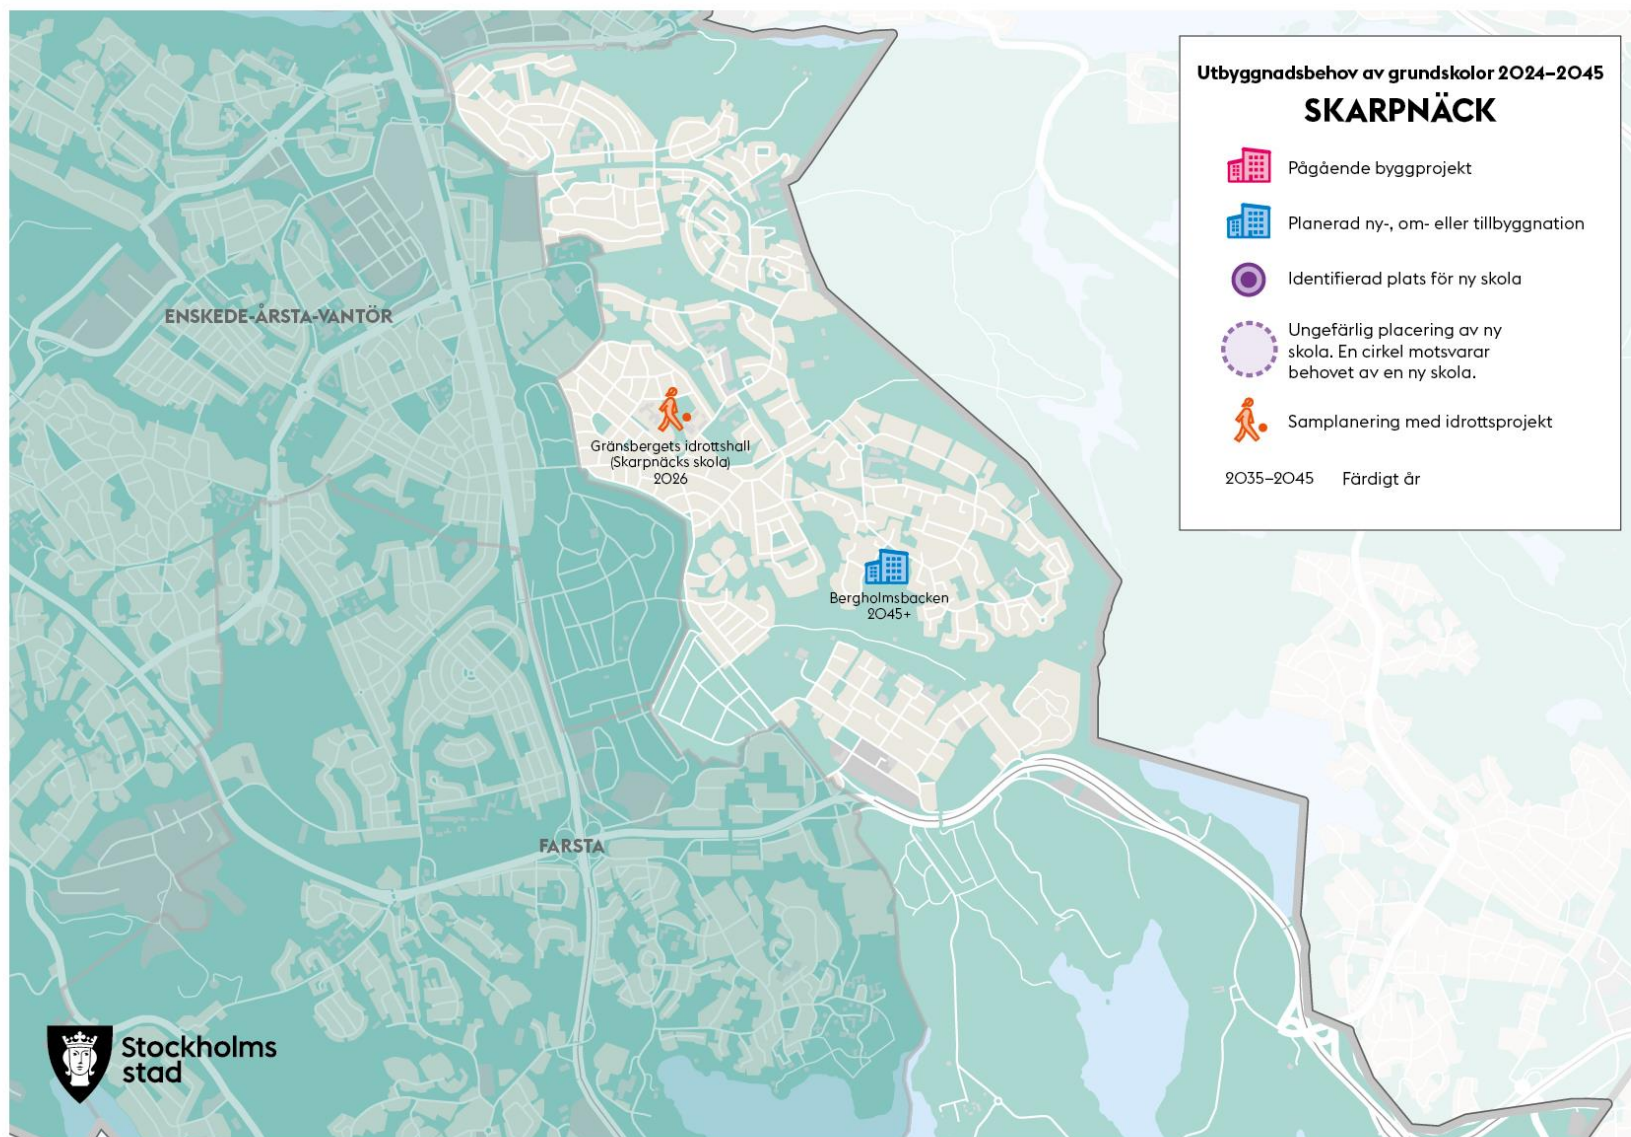 Utbyggnadsbehov av grundskolor 2024–2045
SKARPNÄCK
Pågående byggprojekt
Planerad ny-, om- eller tillbyggnation
Identifierad plats för ny skola
Ungefärlig placering av ny
skola. En cirkel motsvarar
behovet av en ny skola.
Samplanering med idrottsprojekt
2035–2045 Färdigt år
ENSKEDE-ÅRSTA-VANTÖR
Gränsbergets idrottshall
(Skarpnäcks skola)
2026
Bergholmsbacken
2045+
FARSTA
Stockholms
stad